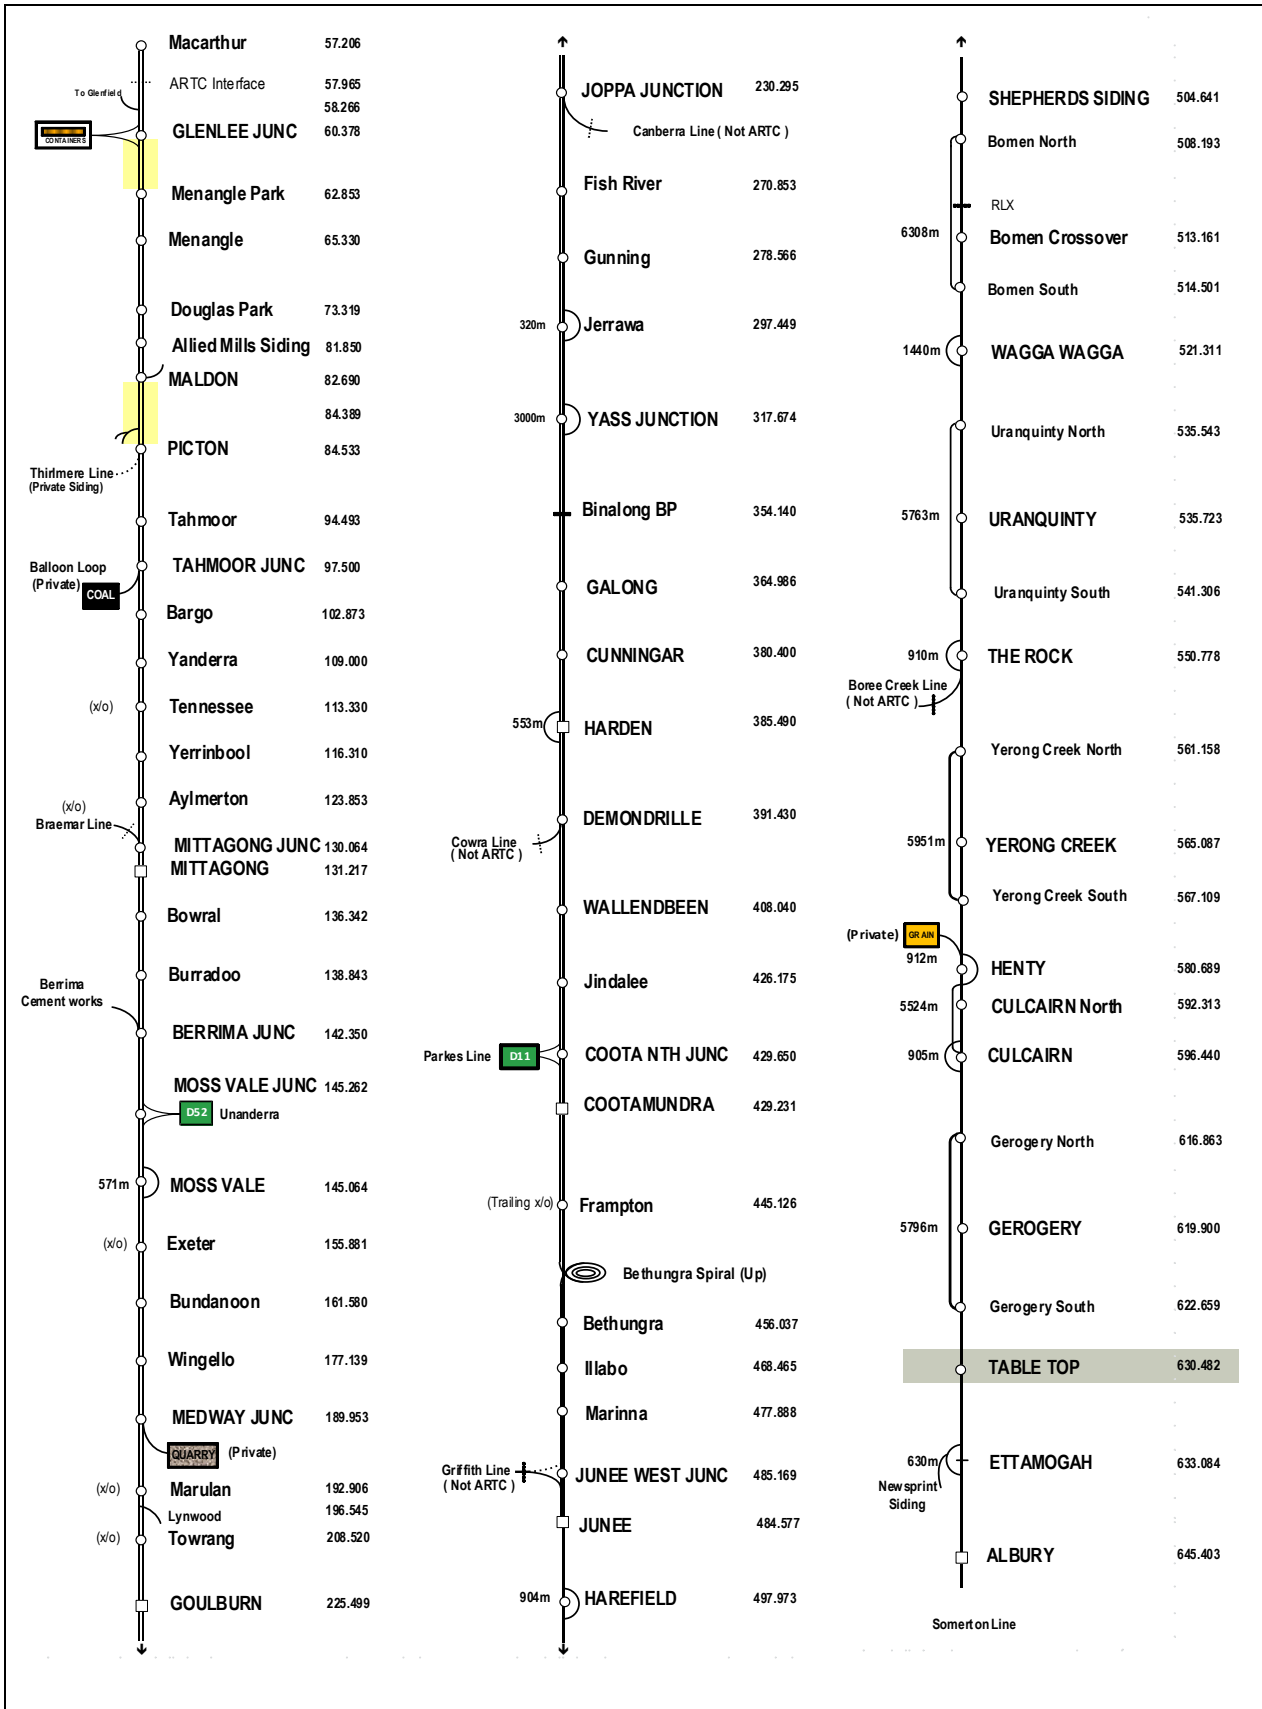 Macarthur 57.206
ARTC Interface 57.965
To Glenfield
58.266
GLENLEE JUNC 60.378
CONTAINERS
Menangle Park 62.853
Menangle 65.330
Douglas Park 73.319
Allied Mills Siding 81.850
MALDON 82.690
84.389
PICTON 84.533
Thirlmere Line
(Private Siding)
Tahmoor 94.493
TAHMOOR JUNC 97.500
Balloon Loop
(Private)
COAL
Bargo 102.873
Yanderra 109.000
(x/o) Tennessee 113.330
Yerrinbool 116.310
Aylmerton 123.853
(x/o)
Braemar Line
MITTAGONG JUNC 130.064
MITTAGONG 131.217
Bowral 136.342
Burradoo 138.843
Berrima
Cement works
BERRIMA JUNC 142.350
MOSS VALE JUNC 145.262
D52 Unanderra
571m MOSS VALE 145.064
(x/o) Exeter 155.881
Bundanoon 161.580
Wingello 177.139
MEDWAY JUNC 189.953
QUARRY (Private)
(x/o) Marulan 192.906
Lynwood 196.545
(x/o) Towrang 208.520
GOULBURN 225.499
JOPPA JUNCTION 230.295
Canberra Line ( Not ARTC )
Fish River 270.853
Gunning 278.566
320m Jerrawa 297.449
3000m YASS JUNCTION 317.674
Binalong BP 354.140
GALONG 364.986
CUNNINGAR 380.400
553m HARDEN 385.490
DEMONDRILLE 391.430
Cowra Line
( Not ARTC )
WALLENDBEEN 408.040
Jindalee 426.175
Parkes Line D11 COOTA NTH JUNC 429.650
COOTAMUNDRA 429.231
(Trailing x/o) Frampton 445.126
Bethungra Spiral (Up)
Bethungra 456.037
Illabo 468.465
Marinna 477.888
Griffith Line
( Not ARTC )
JUNEE WEST JUNC 485.169
JUNEE 484.577
904m HAREFIELD 497.973
SHEPHERDS SIDING 504.641
Bomen North 508.193
RLX
6308m Bomen Crossover 513.161
Bomen South 514.501
1440m WAGGA WAGGA 521.311
Uranquinty North 535.543
5763m URANQUINTY 535.723
Uranquinty South 541.306
910m THE ROCK 550.778
Boree Creek Line
( Not ARTC )
Yerong Creek North 561.158
5951m YERONG CREEK 565.087
Yerong Creek South 567.109
(Private) GRAIN
912m HENTY 580.689
5524m CULCAIRN North 592.313
905m CULCAIRN 596.440
Gerogery North 616.863
5796m GEROGERY 619.900
Gerogery South 622.659
TABLE TOP 630.482
630m ETTAMOGAH 633.084
Newsprint
Siding
ALBURY 645.403
Somerton Line